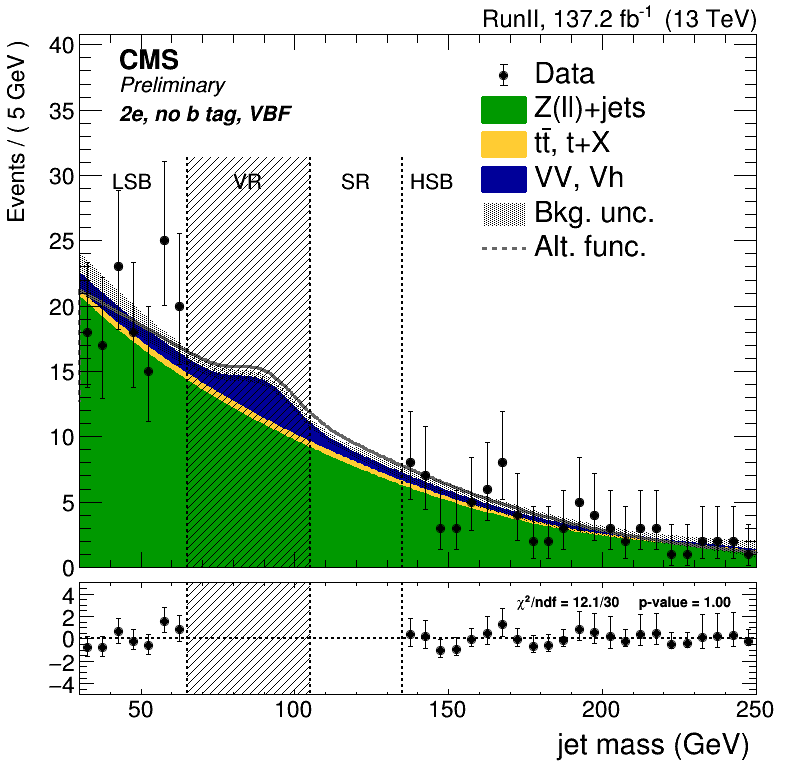 RunII, 137.2 fb⁻¹ (13 TeV)
CMS
Preliminary
2e, no b tag, VBF
Data
Z(ll)+jets
tt̄, t+X
VV, Vh
Bkg. unc.
Alt. func.
LSB VR SR HSB
Events / ( 5 GeV )
40
35
30
25
20
15
10
5
0
χ²/ndf = 12.1/30 p-value = 1.00
4
2
0
−2
−4
50 100 150 200 250
jet mass (GeV)